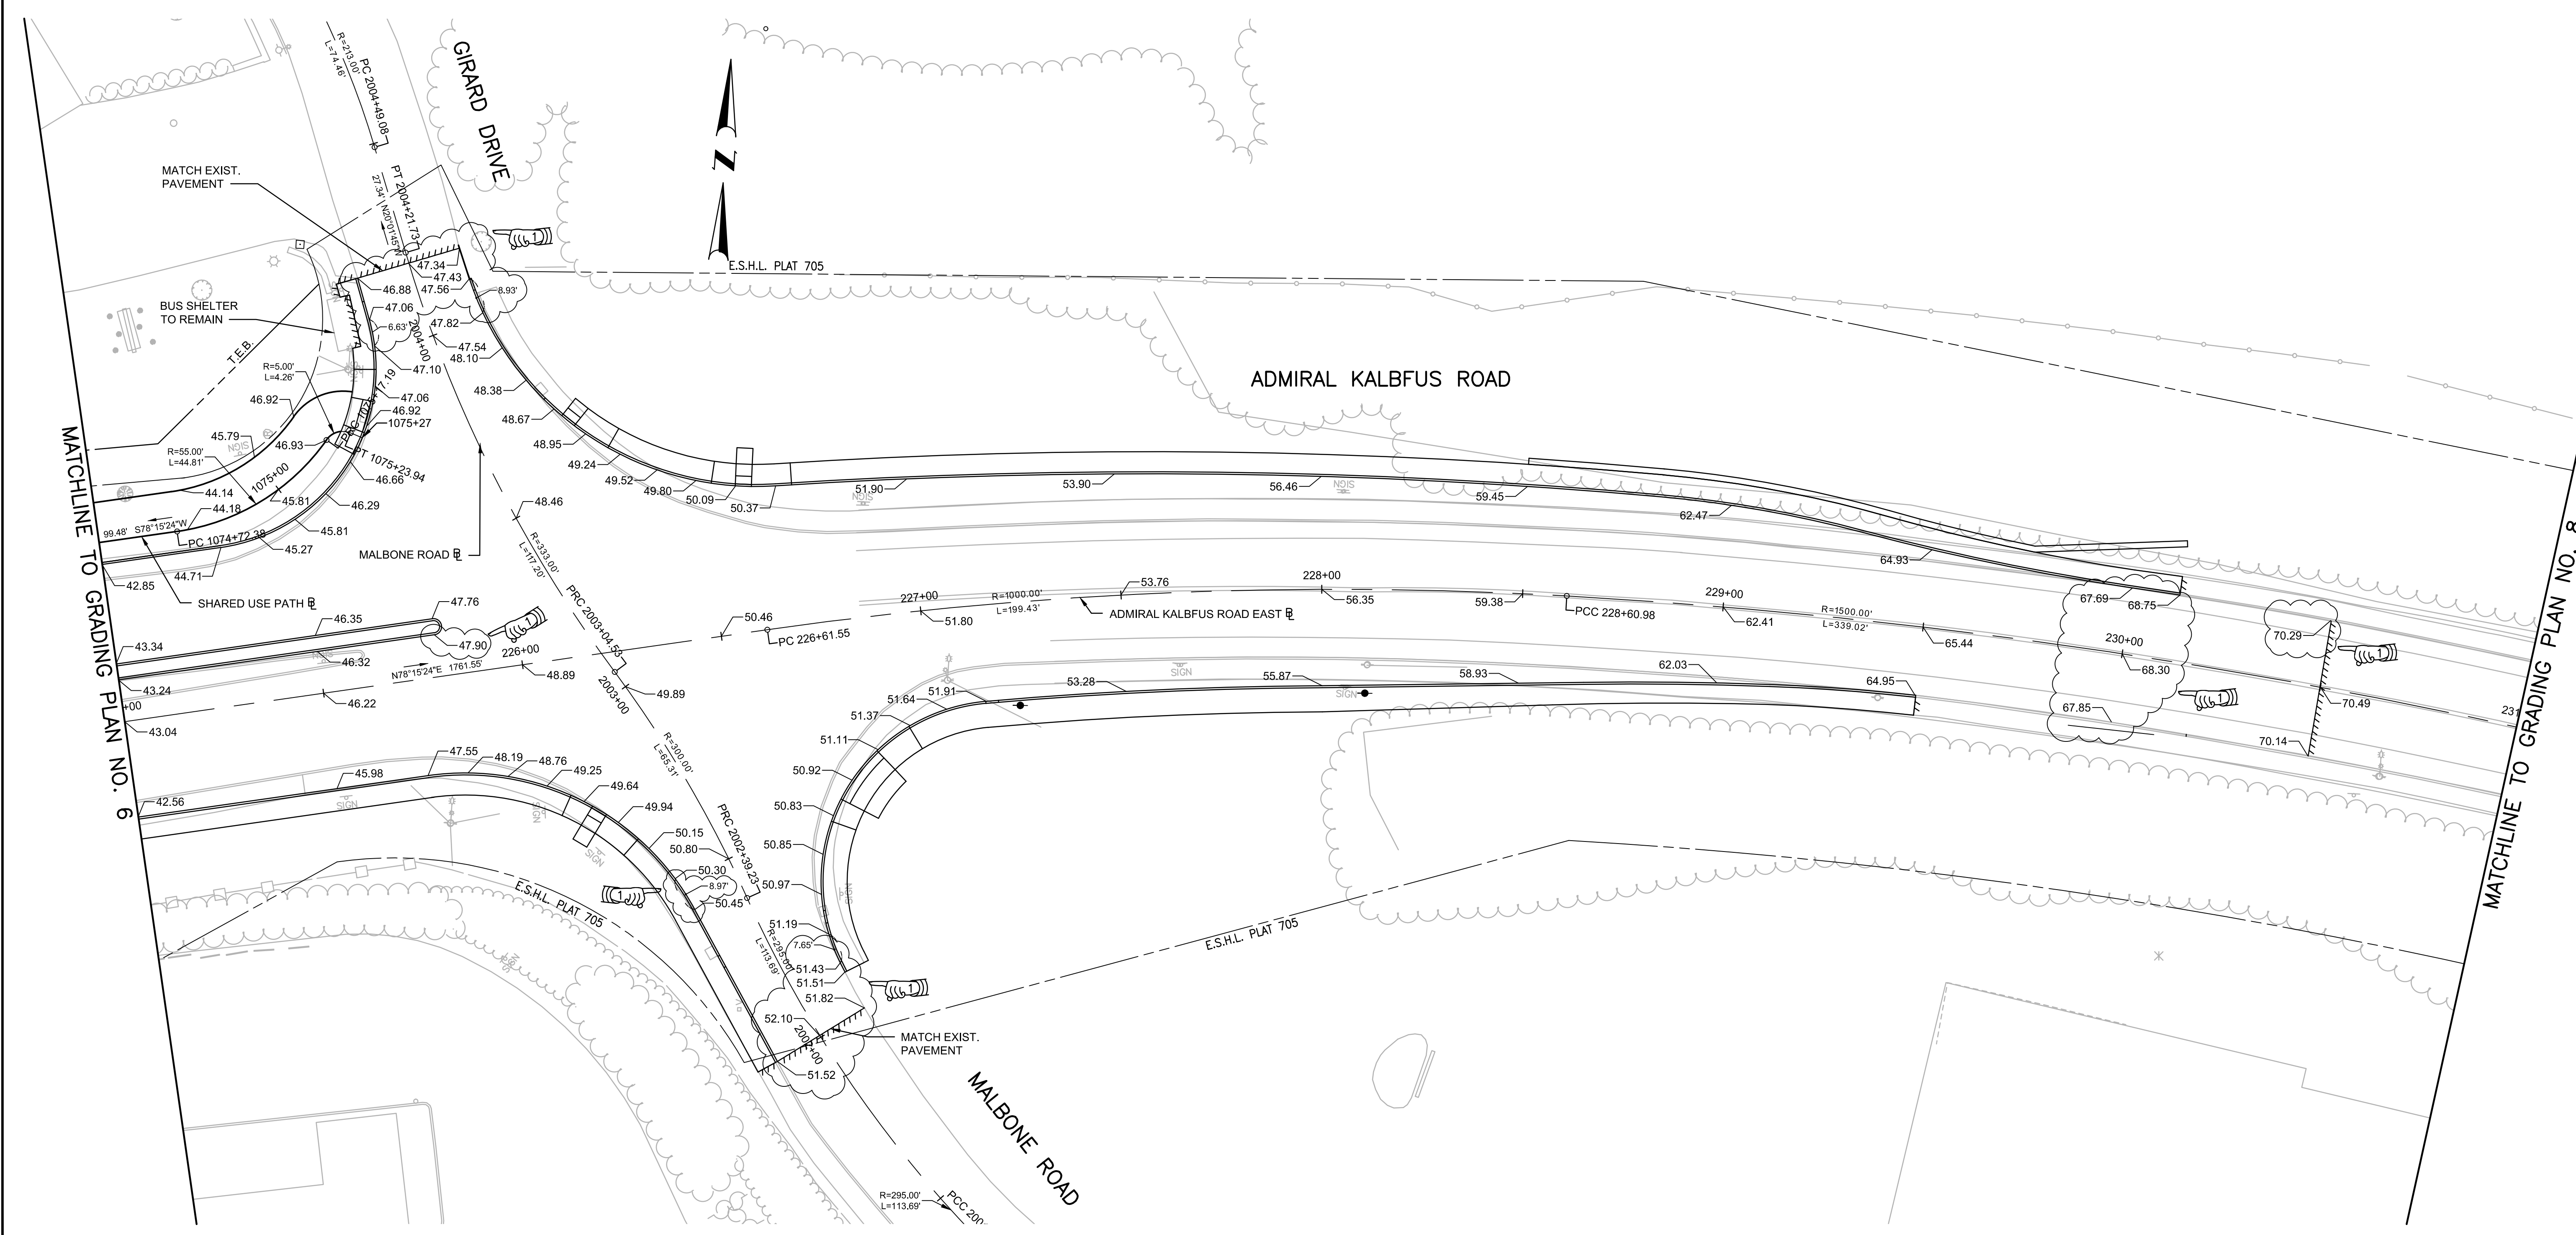 R=213.00'
L=74.46'
PC 2004+49.08
GIRARD DRIVE
MATCH EXIST.
PAVEMENT
PT 2004+21.73
27.34'
N20°01'45"W
1
47.34
47.43
47.56
46.88
8.93'
BUS SHELTER
TO REMAIN
47.06
6.63'
47.82
2004+00
47.54
48.10
T.E.B.
R=5.00'
L=4.26'
47.10
47.06
46.92
46.92
1075+27
45.79
46.93
R=55.00'
L=44.81'
SIGN
PT 1075+23.94
46.66
1075+00
44.14
45.81
46.29
44.18
45.81
99.48'
S78°15'24"W
PC 1074+72.38
45.27
44.71
42.85
SHARED USE PATH ℄
MALBONE ROAD ℄
48.38
48.67
48.95
49.24
49.52
49.80
50.09
50.37
E.S.H.L. PLAT 705
N
ADMIRAL KALBFUS ROAD
51.90
SIGN
53.90
56.46
SIGN
59.45
62.47
64.93
67.69
68.75
48.46
R=333.00'
L=117.20'
PRC 2003+04.53
MATCHLINE TO GRADING PLAN NO. 6
43.34
46.35
47.76
1
47.90
46.32
SIGN
43.24
N78°15'24"E 1761.55'
226+00
48.89
46.22
+00
43.04
50.46
PC 226+61.55
227+00
51.80
R=1000.00'
L=199.43'
53.76
ADMIRAL KALBFUS ROAD EAST ℄
228+00
56.35
59.38
PCC 228+60.98
229+00
62.41
R=1500.00'
L=339.02'
65.44
230+00
68.30
1
67.85
70.29
1
70.49
70.14
231
MATCHLINE TO GRADING PLAN NO. 8
2003+00
49.89
R=300.00'
L=65.31'
PRC 2002+39.23
51.91
51.64
51.37
51.11
50.92
50.83
50.85
50.97
51.19
53.28
SIGN
55.87
SIGN
58.93
62.03
64.95
42.56
45.98
SIGN
47.55
48.19
48.76
49.25
49.64
49.94
50.15
50.80
SIGN
SIGN
50.30
1
8.97'
50.45
E.S.H.L. PLAT 705
SIGN
R=295.00'
L=113.69'
7.65'
51.43
51.51
1
51.82
52.10
2002+00
MATCH EXIST.
PAVEMENT
51.52
E.S.H.L. PLAT 705
MALBONE ROAD
R=295.00'
L=113.69'
PCC 200